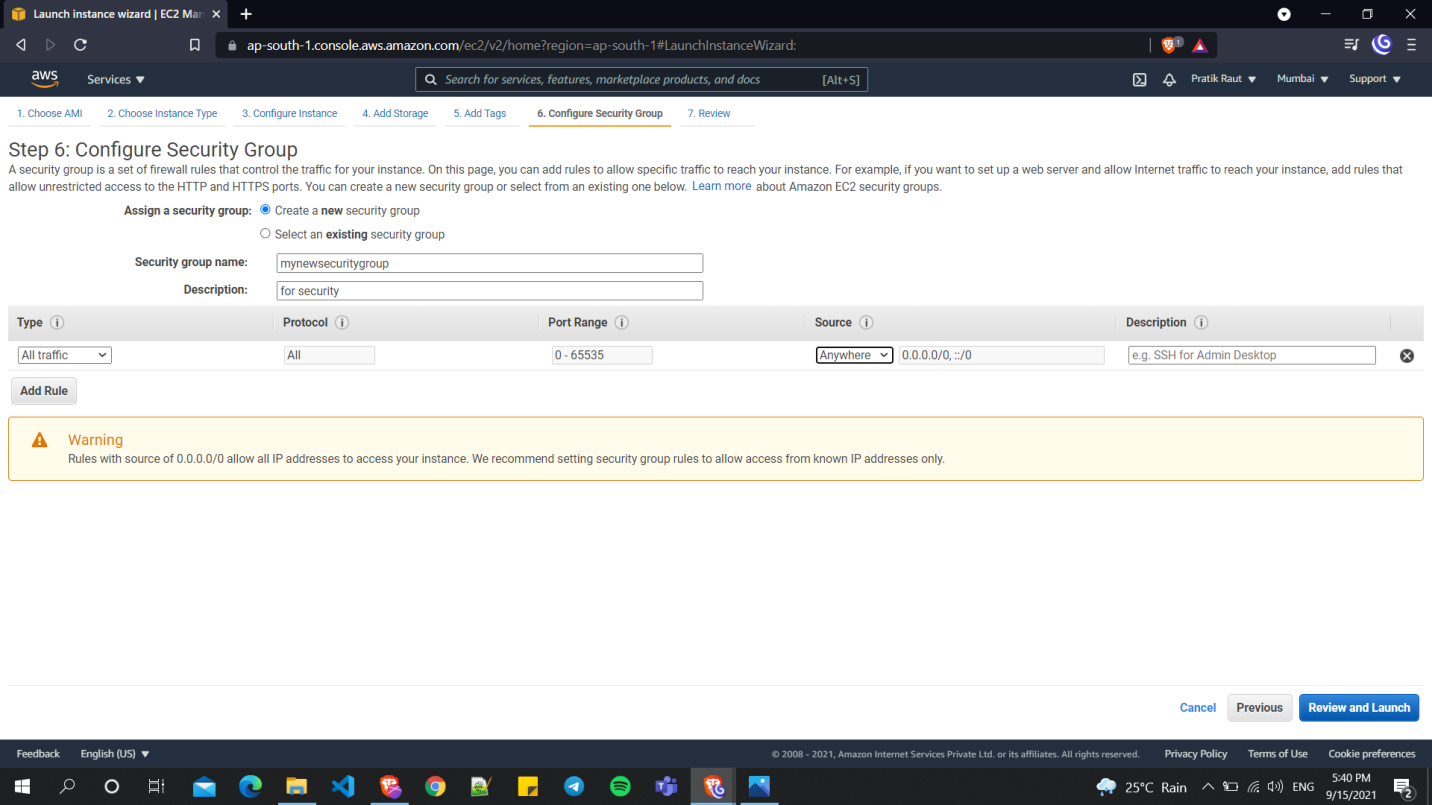 Launch instance wizard | EC2 Mar
ap-south-1.console.aws.amazon.com/ec2/v2/home?region=ap-south-1#LaunchInstanceWizard:
1
aws
Services
Search for services, features, marketplace products, and docs
[Alt+S]
Pratik Raut
Mumbai
Support
1. Choose AMI
2. Choose Instance Type
3. Configure Instance
4. Add Storage
5. Add Tags
6. Configure Security Group
7. Review
Step 6: Configure Security Group
A security group is a set of firewall rules that control the traffic for your instance. On this page, you can add rules to allow specific traffic to reach your instance. For example, if you want to set up a web server and allow Internet traffic to reach your instance, add rules that
allow unrestricted access to the HTTP and HTTPS ports. You can create a new security group or select from an existing one below. Learn more about Amazon EC2 security groups.
Assign a security group:
Create a new security group
Select an existing security group
Security group name:
mynewsecuritygroup
Description:
for security
Type
Protocol
Port Range
Source
Description
All traffic
All
0 - 65535
Anywhere
0.0.0.0/0, ::/0
e.g. SSH for Admin Desktop
Add Rule
Warning
Rules with source of 0.0.0.0/0 allow all IP addresses to access your instance. We recommend setting security group rules to allow access from known IP addresses only.
Cancel
Previous
Review and Launch
Feedback
English (US)
© 2008 - 2021, Amazon Internet Services Private Ltd. or its affiliates. All rights reserved.
Privacy Policy
Terms of Use
Cookie preferences
25°C Rain
ENG
5:40 PM
9/15/2021
2